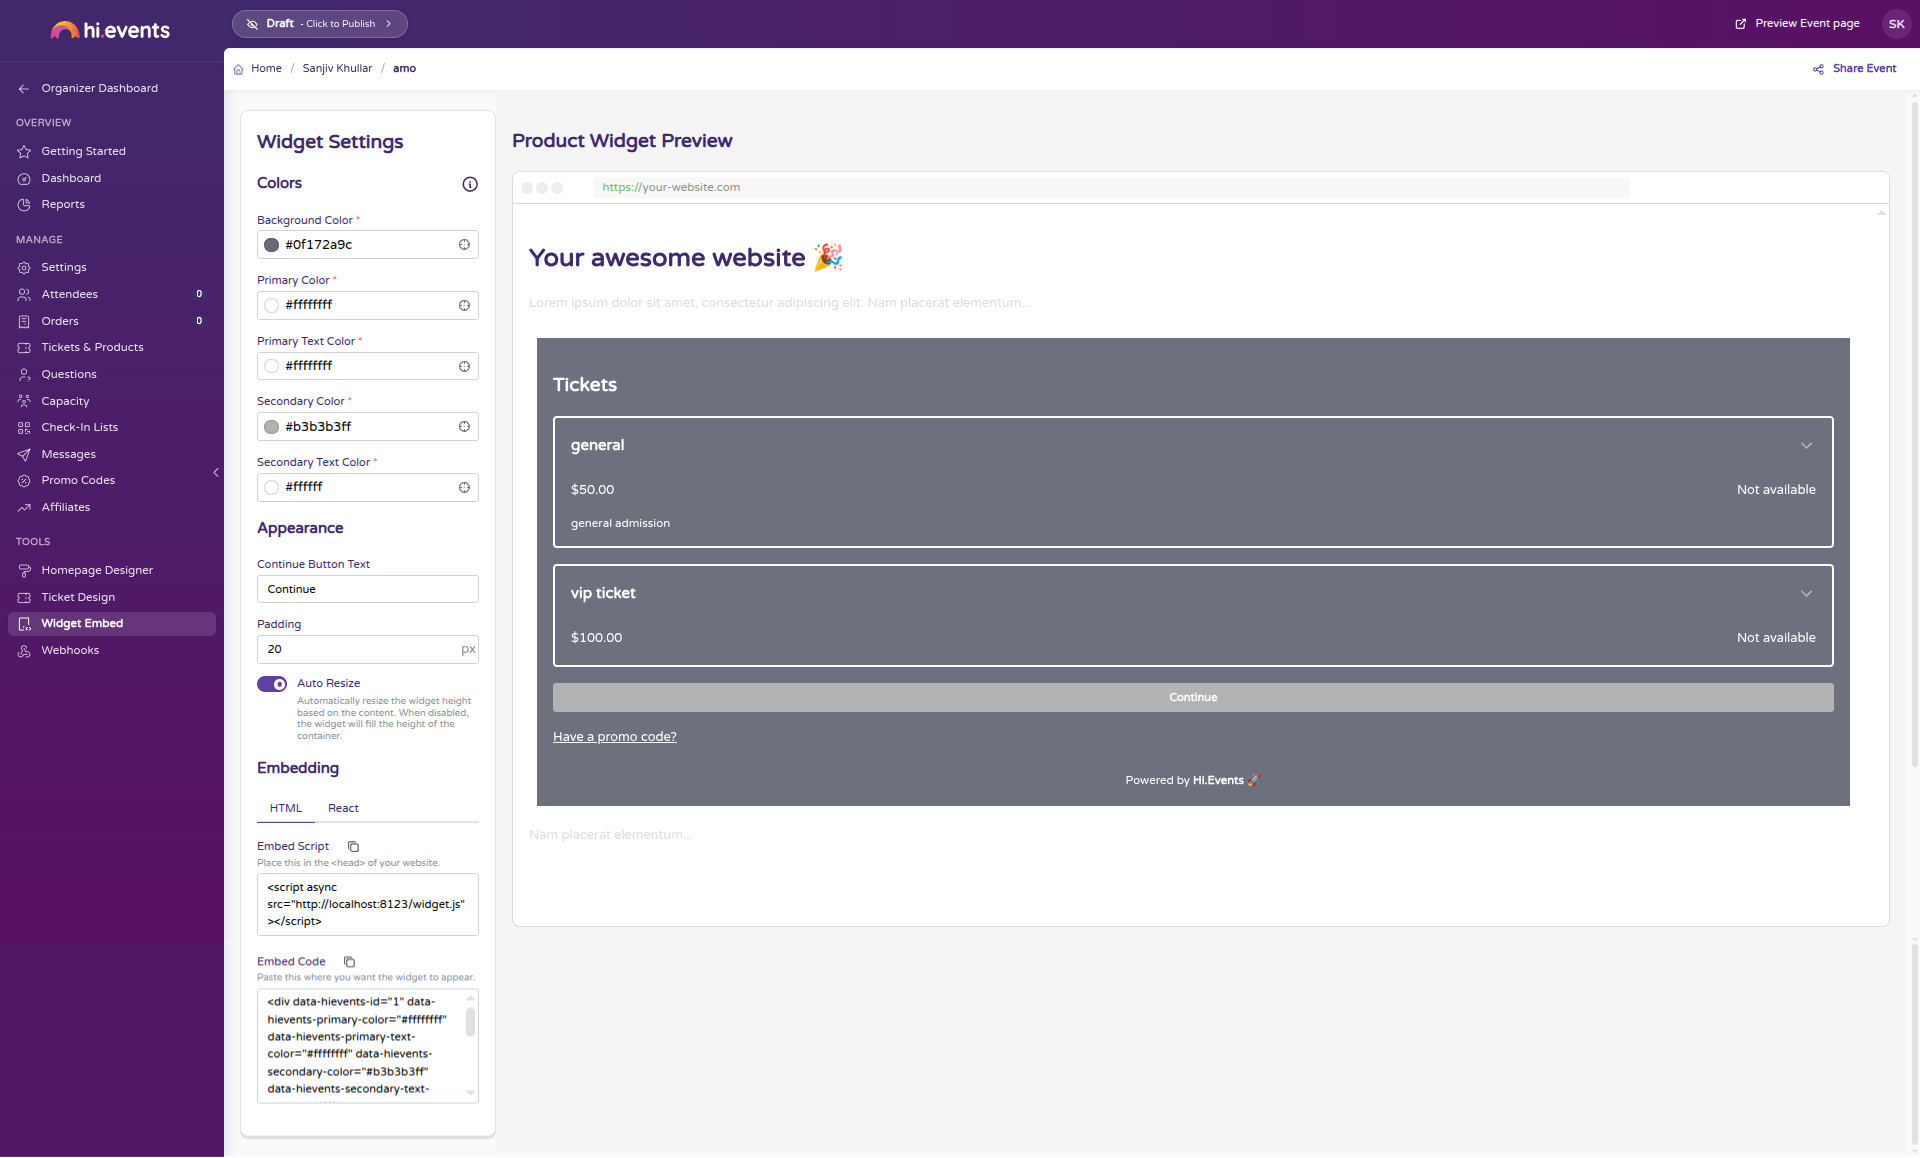 hi.events
Draft - Click to Publish
Preview Event page
SK
Home / Sanjiv Khullar / amo
Share Event
Organizer Dashboard
OVERVIEW
Getting Started
Dashboard
Reports
MANAGE
Settings
Attendees 0
Orders 0
Tickets & Products
Questions
Capacity
Check-In Lists
Messages
Promo Codes
Affiliates
TOOLS
Homepage Designer
Ticket Design
Widget Embed
Webhooks
Widget Settings
Colors
Background Color *
#0f172a9c
Primary Color *
#ffffffff
Primary Text Color *
#ffffffff
Secondary Color *
#b3b3b3ff
Secondary Text Color *
#ffffff
Appearance
Continue Button Text
Continue
Padding
20 px
Auto Resize
Automatically resize the widget height
based on the content. When disabled,
the widget will fill the height of the
container.
Embedding
HTML React
Embed Script
Place this in the <head> of your website.
<script async
src="http://localhost:8123/widget.js"
></script>
Embed Code
Paste this where you want the widget to appear.
<div data-hievents-id="1" data-
hievents-primary-color="#ffffffff"
data-hievents-primary-text-
color="#ffffffff" data-hievents-
secondary-color="#b3b3b3ff"
data-hievents-secondary-text-
Product Widget Preview
https://your-website.com
Your awesome website 🎉
Lorem ipsum dolor sit amet, consectetur adipiscing elit. Nam placerat elementum...
Tickets
general
$50.00 Not available
general admission
vip ticket
$100.00 Not available
Continue
Have a promo code?
Powered by Hi.Events 🚀
Nam placerat elementum...